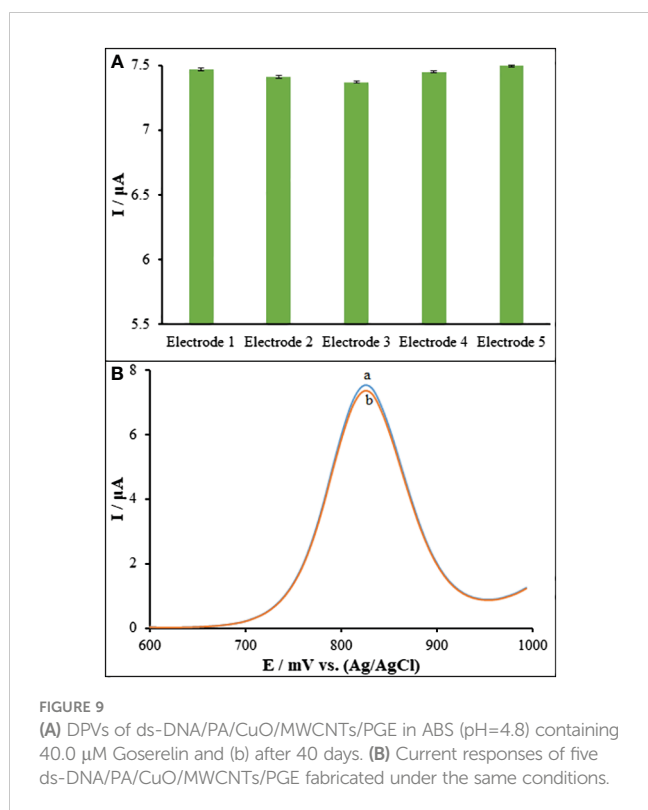 A
7.5
7
6.5
6
5.5
I / μA
Electrode 1 Electrode 2 Electrode 3 Electrode 4 Electrode 5
B
8
6
4
2
0
I / μA
a
b
600 700 800 900 1000
E / mV vs. (Ag/AgCl)
FIGURE 9
(A) DPVs of ds-DNA/PA/CuO/MWCNTs/PGE in ABS (pH=4.8) containing
40.0 μM Goserelin and (b) after 40 days. (B) Current responses of five
ds-DNA/PA/CuO/MWCNTs/PGE fabricated under the same conditions.